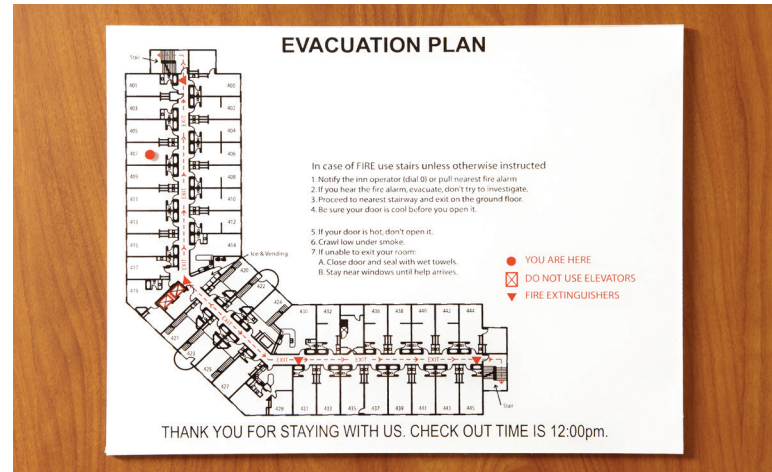 EVACUATION PLAN
Stair
401
400
403
402
405
404
EXIT
407
406
409
408
EXIT
411
410
413
412
415
414
EXIT
417
Ice & Vending
420
419
422
424
421
EXIT
423
425
427
In case of FIRE use stairs unless otherwise instructed
1. Notify the inn operator (dial 0) or pull nearest fire alarm
2. If you hear the fire alarm, evacuate, don't try to investigate.
3. Proceed to nearest stairway and exit on the ground floor.
4. Be sure your door is cool before you open it.
5. If your door is hot, don't open it.
6. Crawl low under smoke.
7. If unable to exit your room:
A. Close door and seal with wet towels.
B. Stay near windows until help arrives.
YOU ARE HERE
DO NOT USE ELEVATORS
FIRE EXTINGUISHERS
430 432 436 438 442 444
EXIT EXIT EXIT
429 431 433 435 437 439 441 443 445
Stair
THANK YOU FOR STAYING WITH US. CHECK OUT TIME IS 12:00pm.